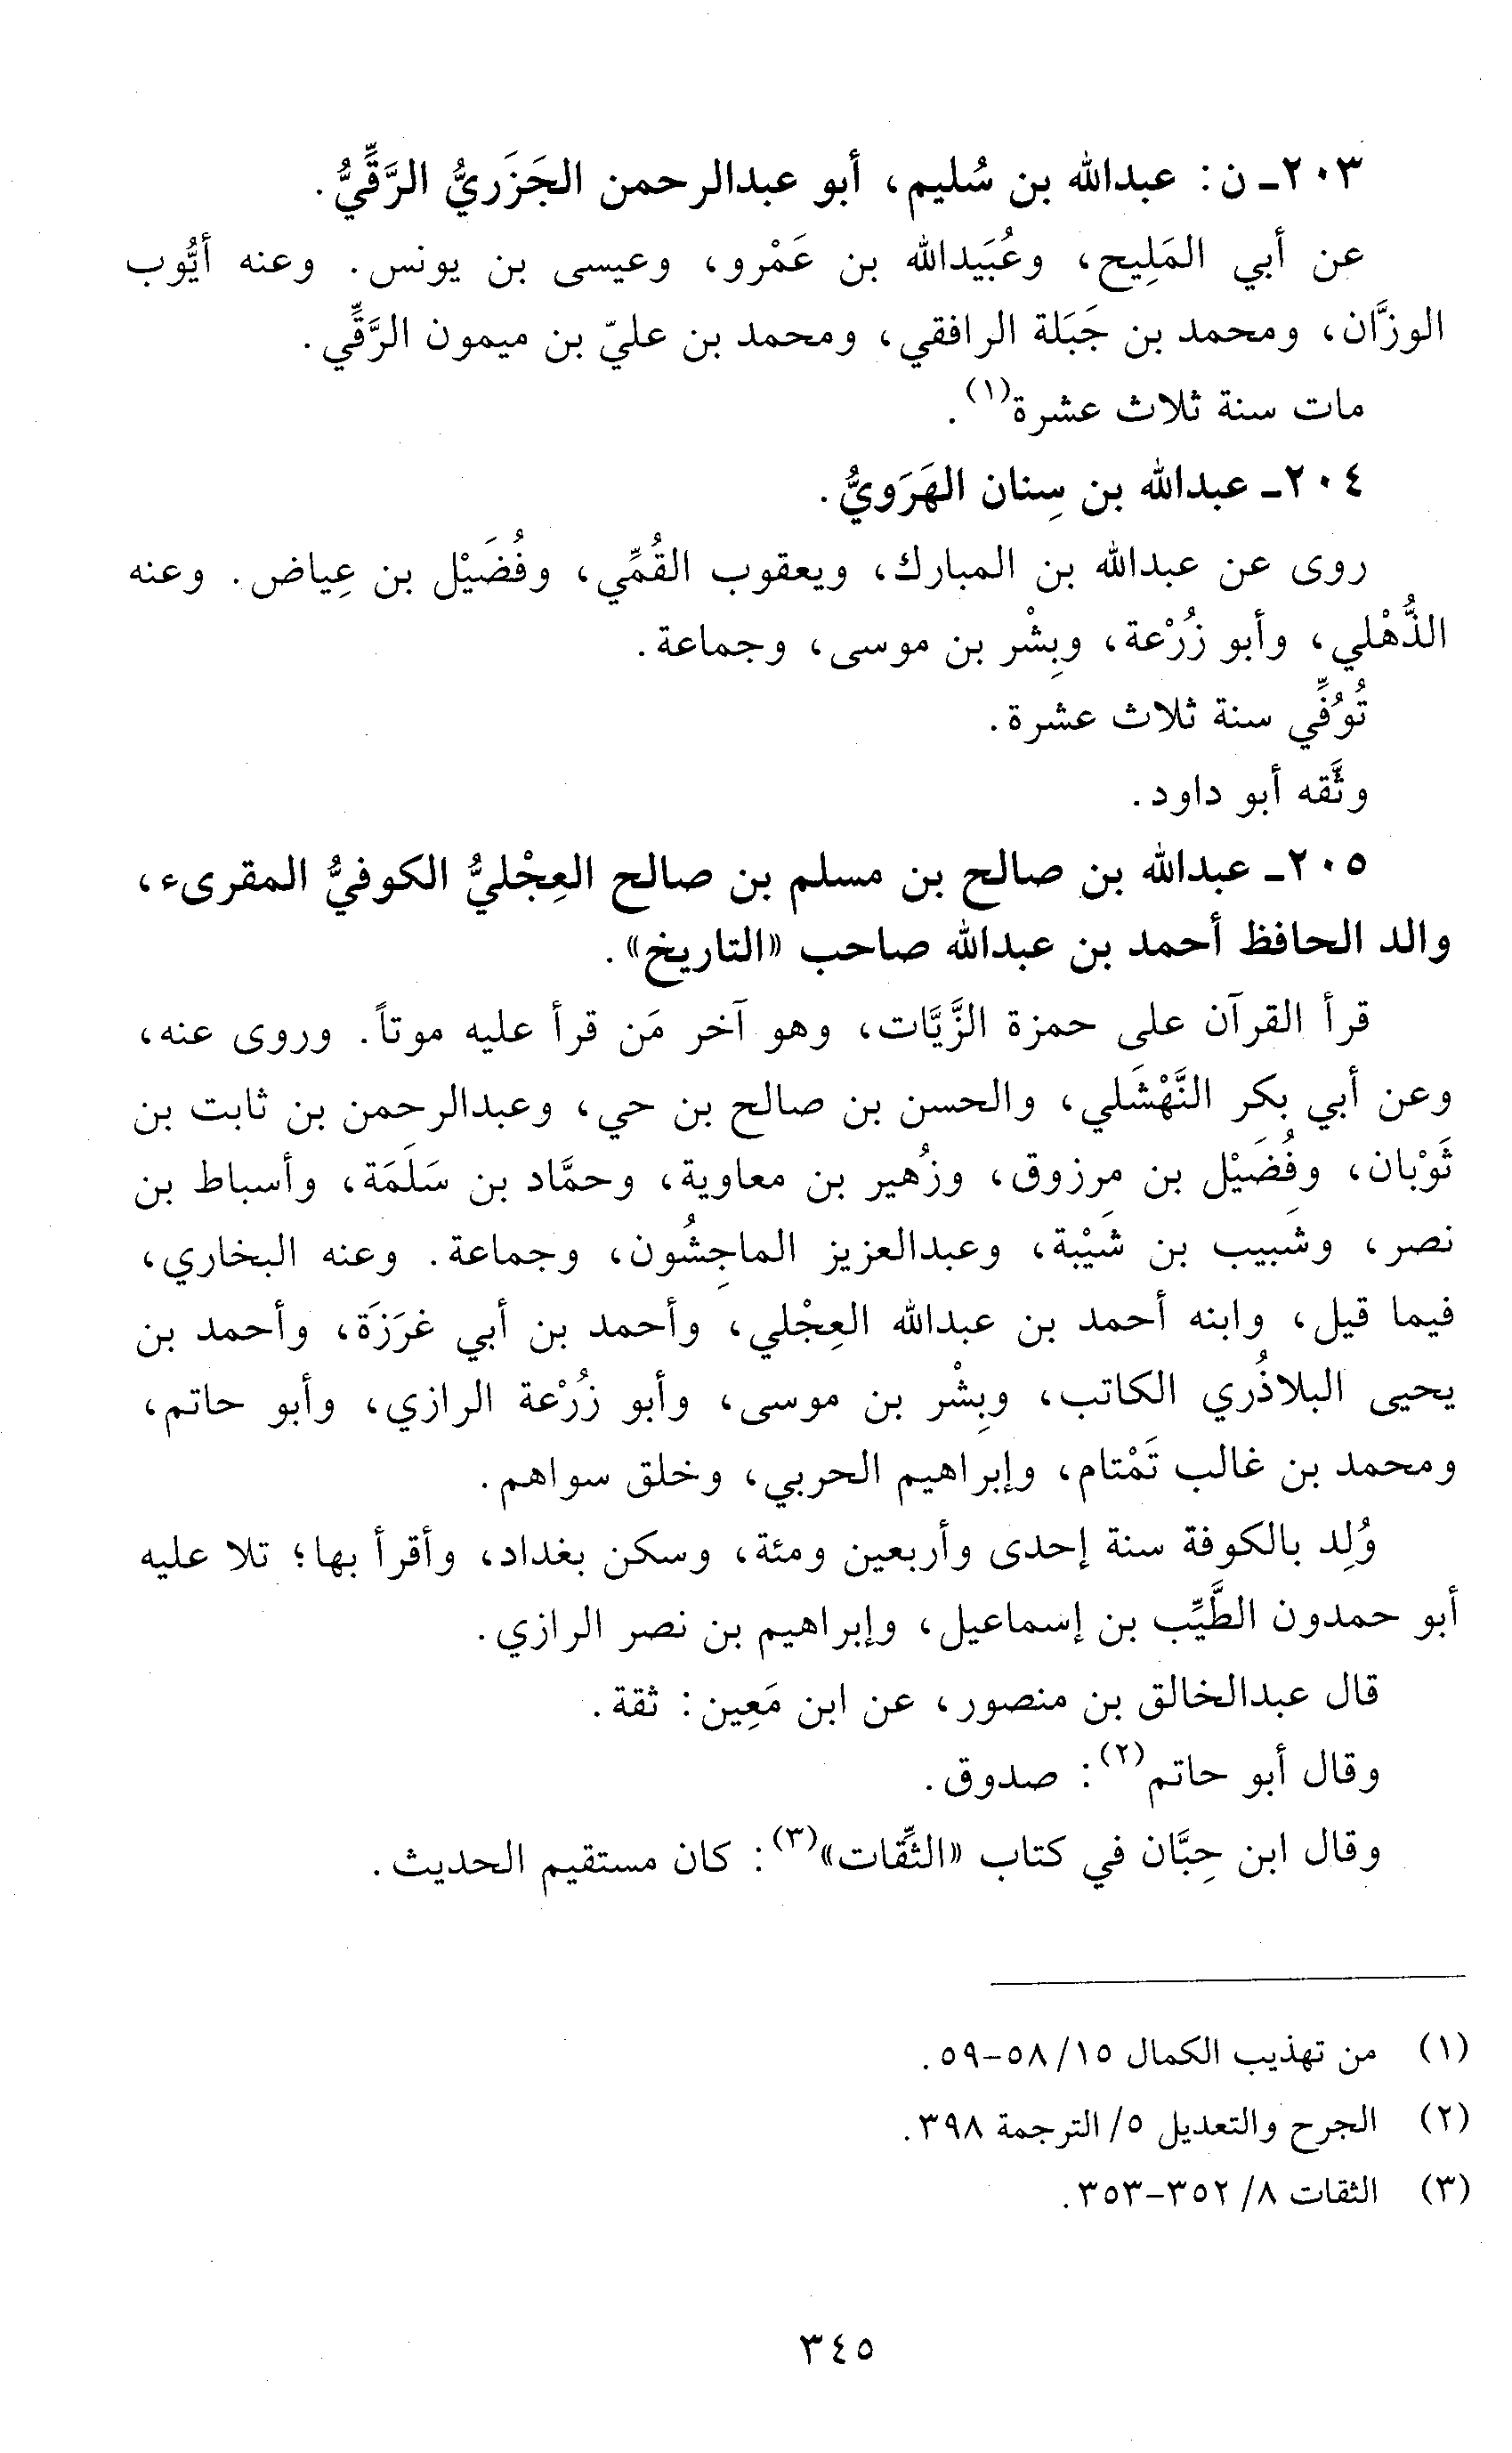 ٢٠٣ـ ن: عبدالله بن سُليم، أبو عبدالرحمن الجَزَريُّ الرَّقِّيُّ.
عن أبي المَلِيح، وعُبَيدالله بن عَمْرو، وعيسى بن يونس. وعنه أيُّوب
الوزَّان، ومحمد بن جَبَلة الرافقي، ومحمد بن عليّ بن ميمون الرَّقِّي.
مات سنة ثلاث عشرة(١).
٢٠٤ـ عبدالله بن سِنان الهَرَويُّ.
روى عن عبدالله بن المبارك، ويعقوب القُمِّي، وفُضَيْل بن عِياض. وعنه
الذُّهْلي، وأبو زُرْعة، وبِشْر بن موسى، وجماعة.
تُوُفِّي سنة ثلاث عشرة.
وثَّقه أبو داود.
٢٠٥ـ عبدالله بن صالح بن مسلم بن صالح العِجْليُّ الكوفيُّ المقرىء،
والد الحافظ أحمد بن عبدالله صاحب «التاريخ».
قرأ القرآن على حمزة الزَّيَّات، وهو آخر مَن قرأ عليه موتاً. وروى عنه،
وعن أبي بكر النَّهْشَلي، والحسن بن صالح بن حي، وعبدالرحمن بن ثابت بن
ثَوْبان، وفُضَيْل بن مرزوق، وزُهير بن معاوية، وحمَّاد بن سَلَمَة، وأسباط بن
نصر، وشَبيب بن شَيْبة، وعبدالعزيز الماجِشُون، وجماعة. وعنه البخاري،
فيما قيل، وابنه أحمد بن عبدالله العِجْلي، وأحمد بن أبي غَرَزَة، وأحمد بن
يحيى البلاذُري الكاتب، وبِشْر بن موسى، وأبو زُرْعة الرازي، وأبو حاتم،
ومحمد بن غالب تَمْتام، وإبراهيم الحربي، وخلق سواهم.
وُلِد بالكوفة سنة إحدى وأربعين ومئة، وسكن بغداد، وأقرأ بها؛ تلا عليه
أبو حمدون الطَّيِّب بن إسماعيل، وإبراهيم بن نصر الرازي.
قال عبدالخالق بن منصور، عن ابن مَعِين: ثقة.
وقال أبو حاتم(٢): صدوق.
وقال ابن حِبَّان في كتاب «الثِّقات»(٣): كان مستقيم الحديث.
(١) من تهذيب الكمال ١٥/ ٥٨-٥٩.
(٢) الجرح والتعديل ٥/ الترجمة ٣٩٨.
(٣) الثقات ٨/ ٣٥٢-٣٥٣.
٣٤٥